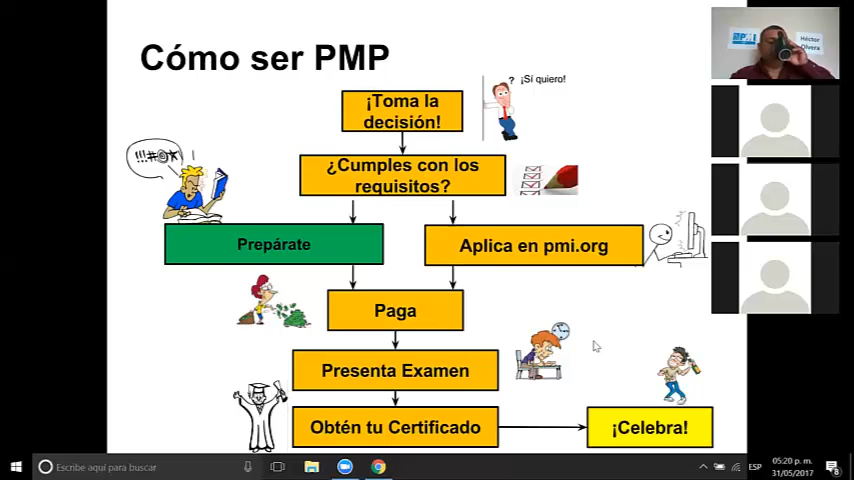 Cómo ser PMP
PMI
Héctor
Olvera
? ¡Sí quiero!
¡Toma la
decisión!
!!!#@*
¿Cumples con los
requisitos?
Prepárate
Aplica en pmi.org
Paga
Presenta Examen
Obtén tu Certificado
¡Celebra!
Escribe aquí para buscar
ESP
05:20 p. m.
31/05/2017
8